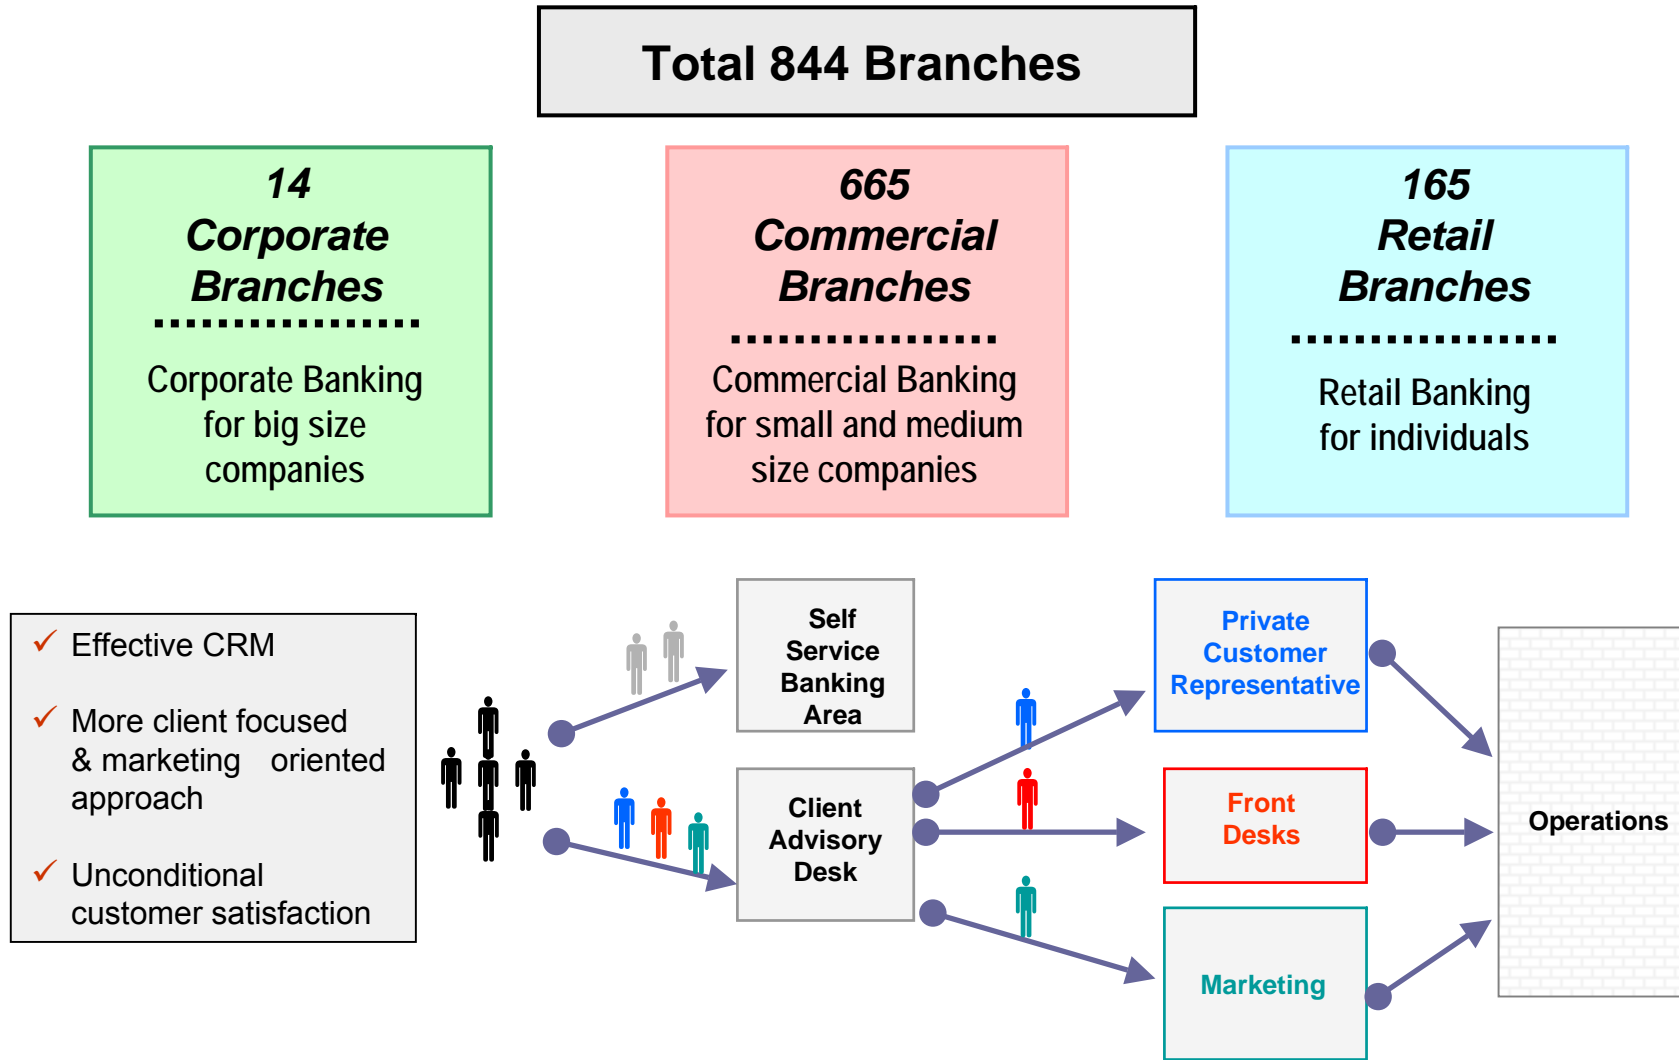 Total 844 Branches
14
Corporate
Branches
Corporate Banking
for big size
companies
665
Commercial
Branches
Commercial Banking
for small and medium
size companies
165
Retail
Branches
Retail Banking
for individuals
✓ Effective CRM
✓ More client focused
& marketing oriented
approach
✓ Unconditional
customer satisfaction
Self
Service
Banking
Area
Client
Advisory
Desk
Private
Customer
Representative
Front
Desks
Marketing
Operations